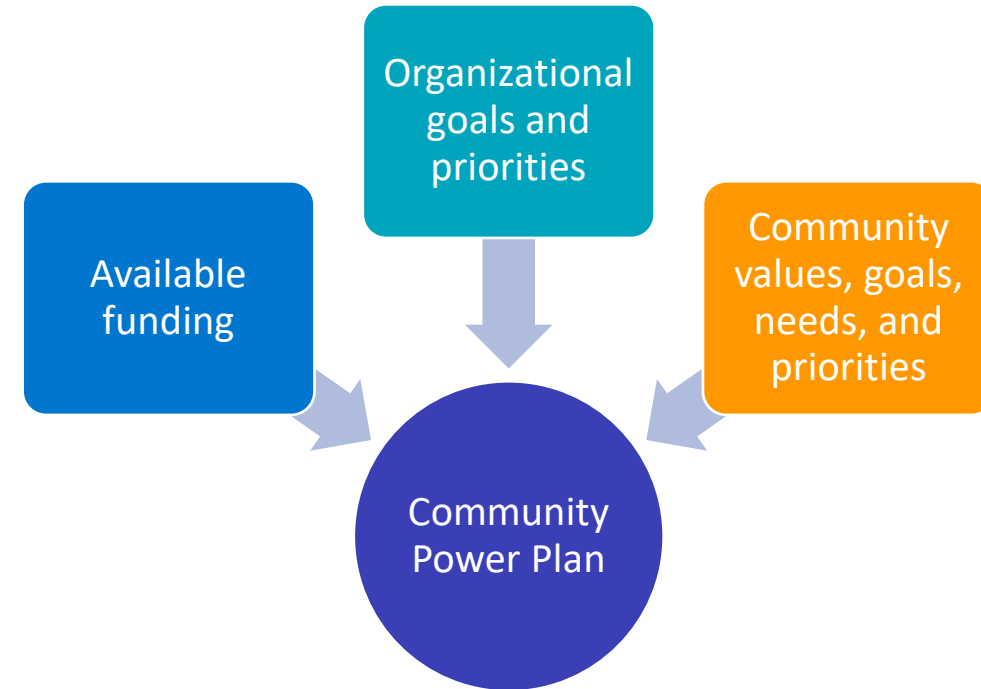 Organizational
goals and
priorities
Available
funding
Community
values, goals,
needs, and
priorities
Community
Power Plan